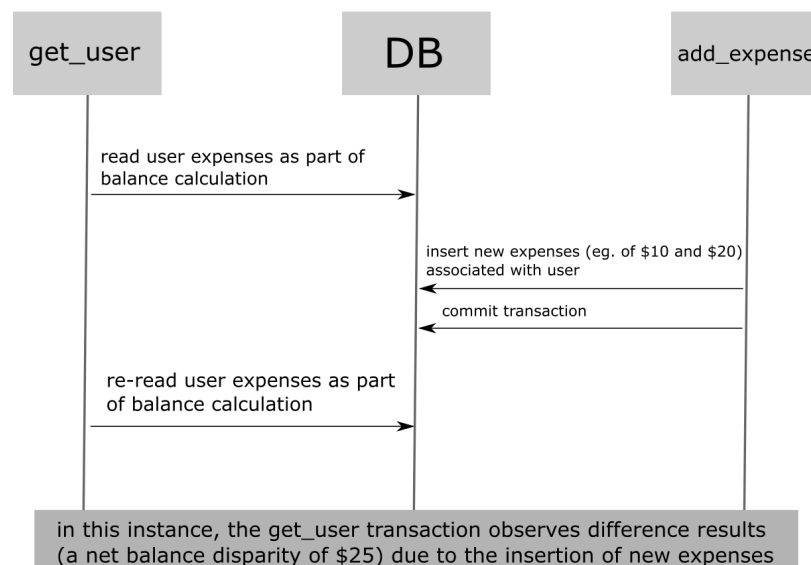 get_user
DB
add_expense
read user expenses as part of
balance calculation
insert new expenses (eg. of $10 and $20)
associated with user
commit transaction
re-read user expenses as part
of balance calculation
in this instance, the get_user transaction observes difference results
(a net balance disparity of $25) due to the insertion of new expenses